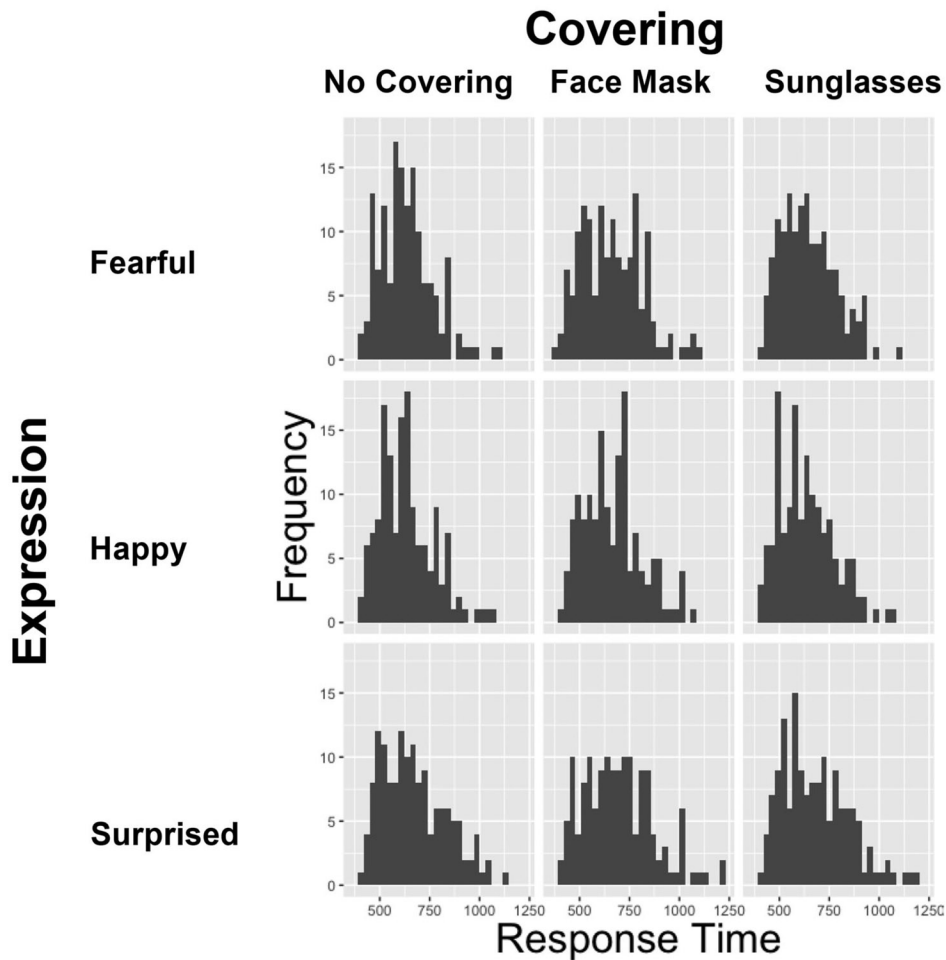 Covering
No Covering Face Mask Sunglasses
Expression
Fearful
Happy
Surprised
Frequency
15
10
5
0
15
10
5
0
15
10
5
0
500 750 1000 1250 500 750 1000 1250 500 750 1000 1250
Response Time